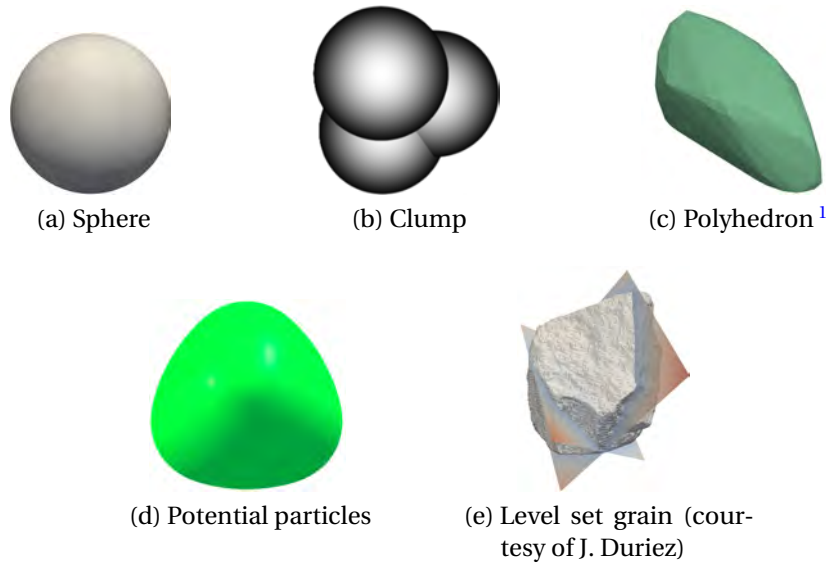 (a) Sphere
(b) Clump
(c) Polyhedron 1
(d) Potential particles
(e) Level set grain (cour-
tesy of J. Duriez)